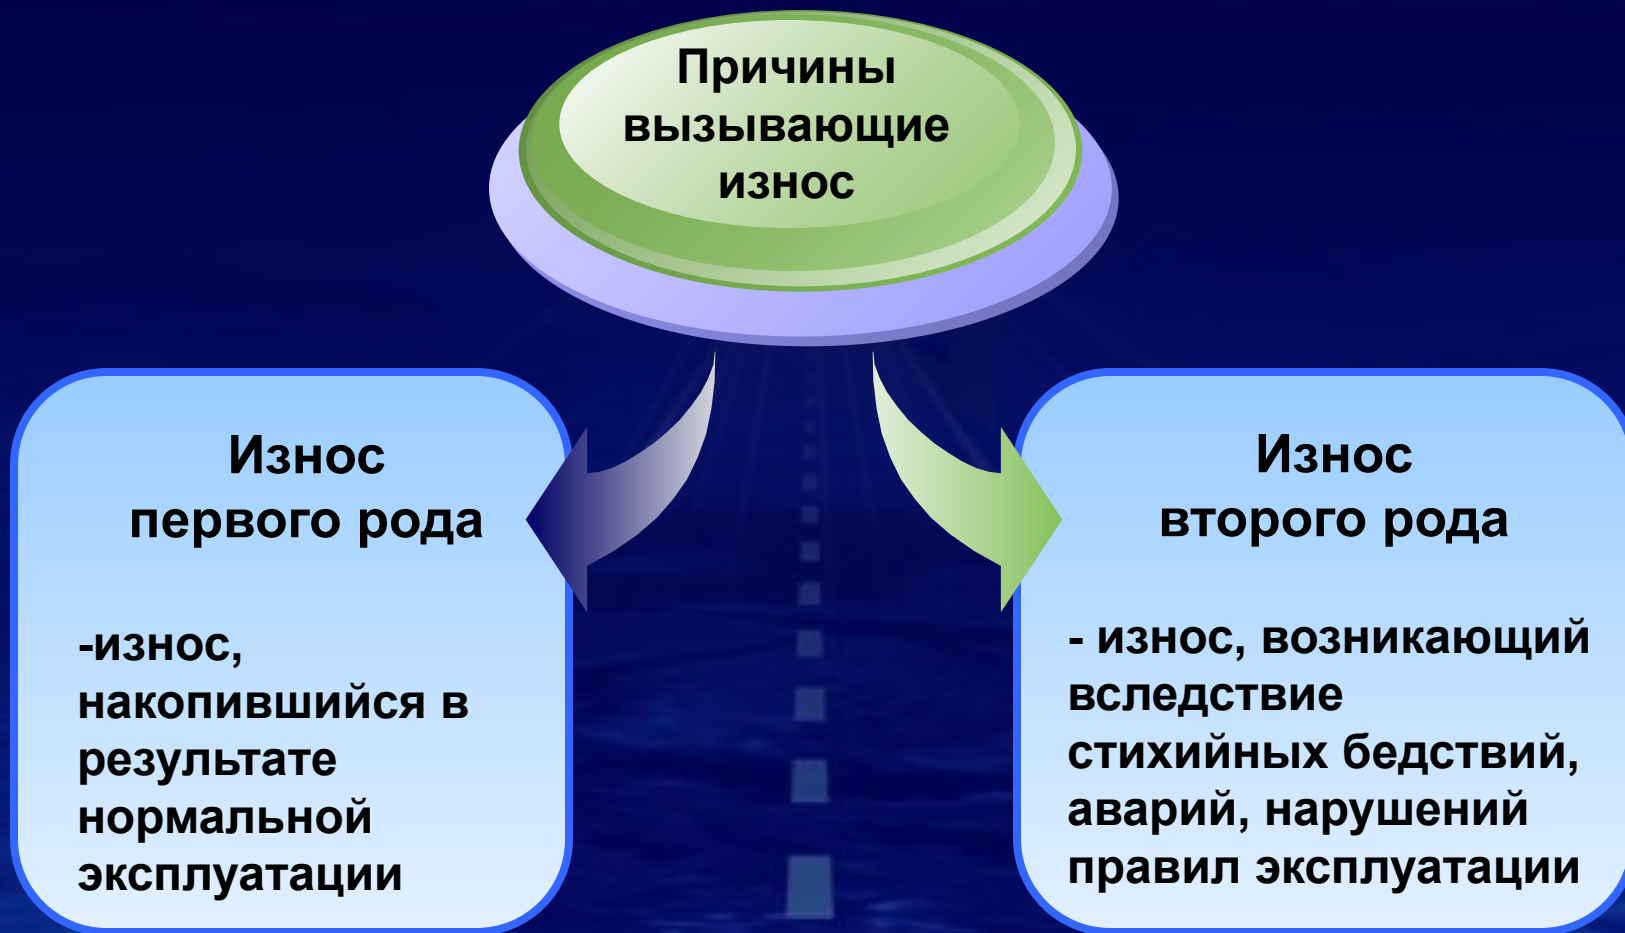 Причины
вызывающие
износ
Износ
первого рода
-износ,
накопившийся в
результате
нормальной
эксплуатации
Износ
второго рода
- износ, возникающий
вследствие
стихийных бедствий,
аварий, нарушений
правил эксплуатации